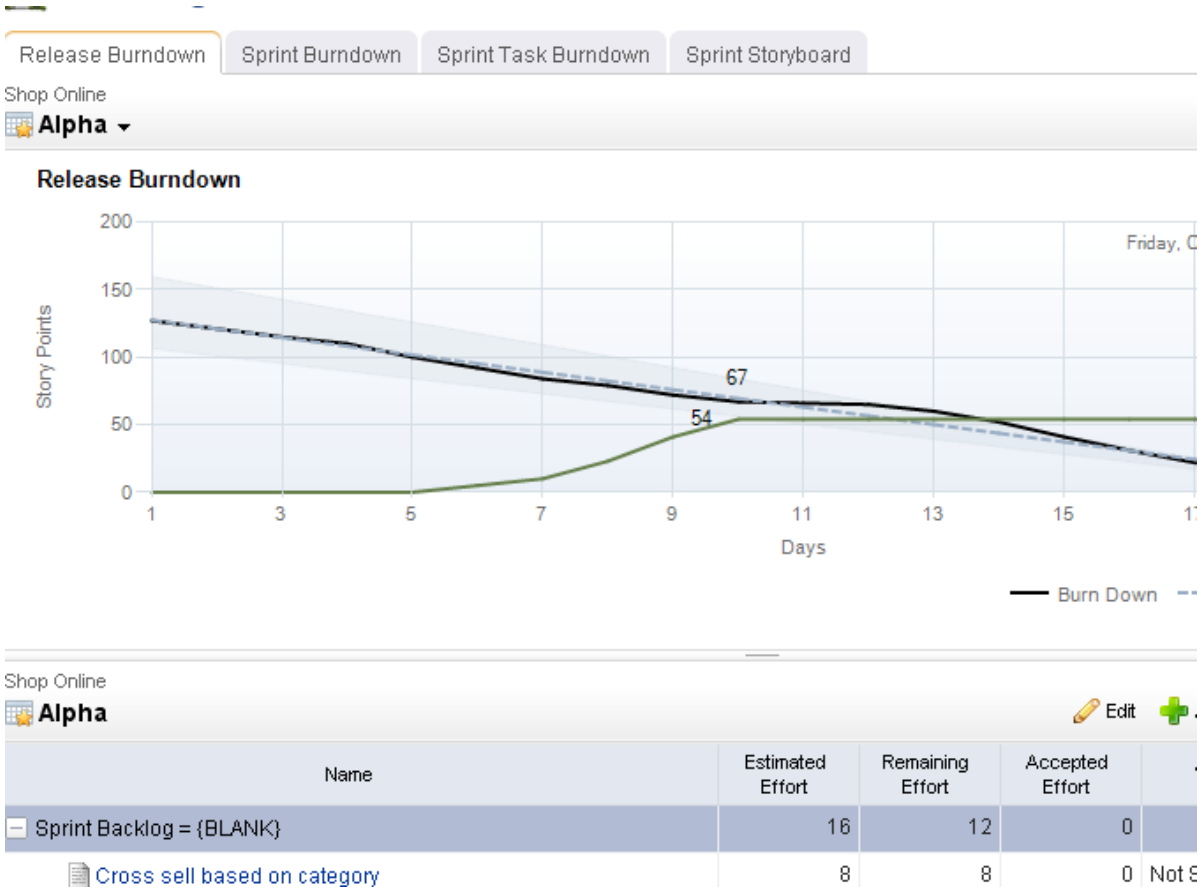 Release Burndown Sprint Burndown Sprint Task Burndown Sprint Storyboard
Shop Online
Alpha
Release Burndown
200
Friday,
150
Story Points
100
67
54
50
0
1 3 5 7 9 11 13 15
Days
Burn Down
Shop Online
Alpha
Edit
Name Estimated Effort Remaining Effort Accepted Effort
Sprint Backlog = {BLANK} 16 12 0
Cross sell based on category 8 8 0 Not